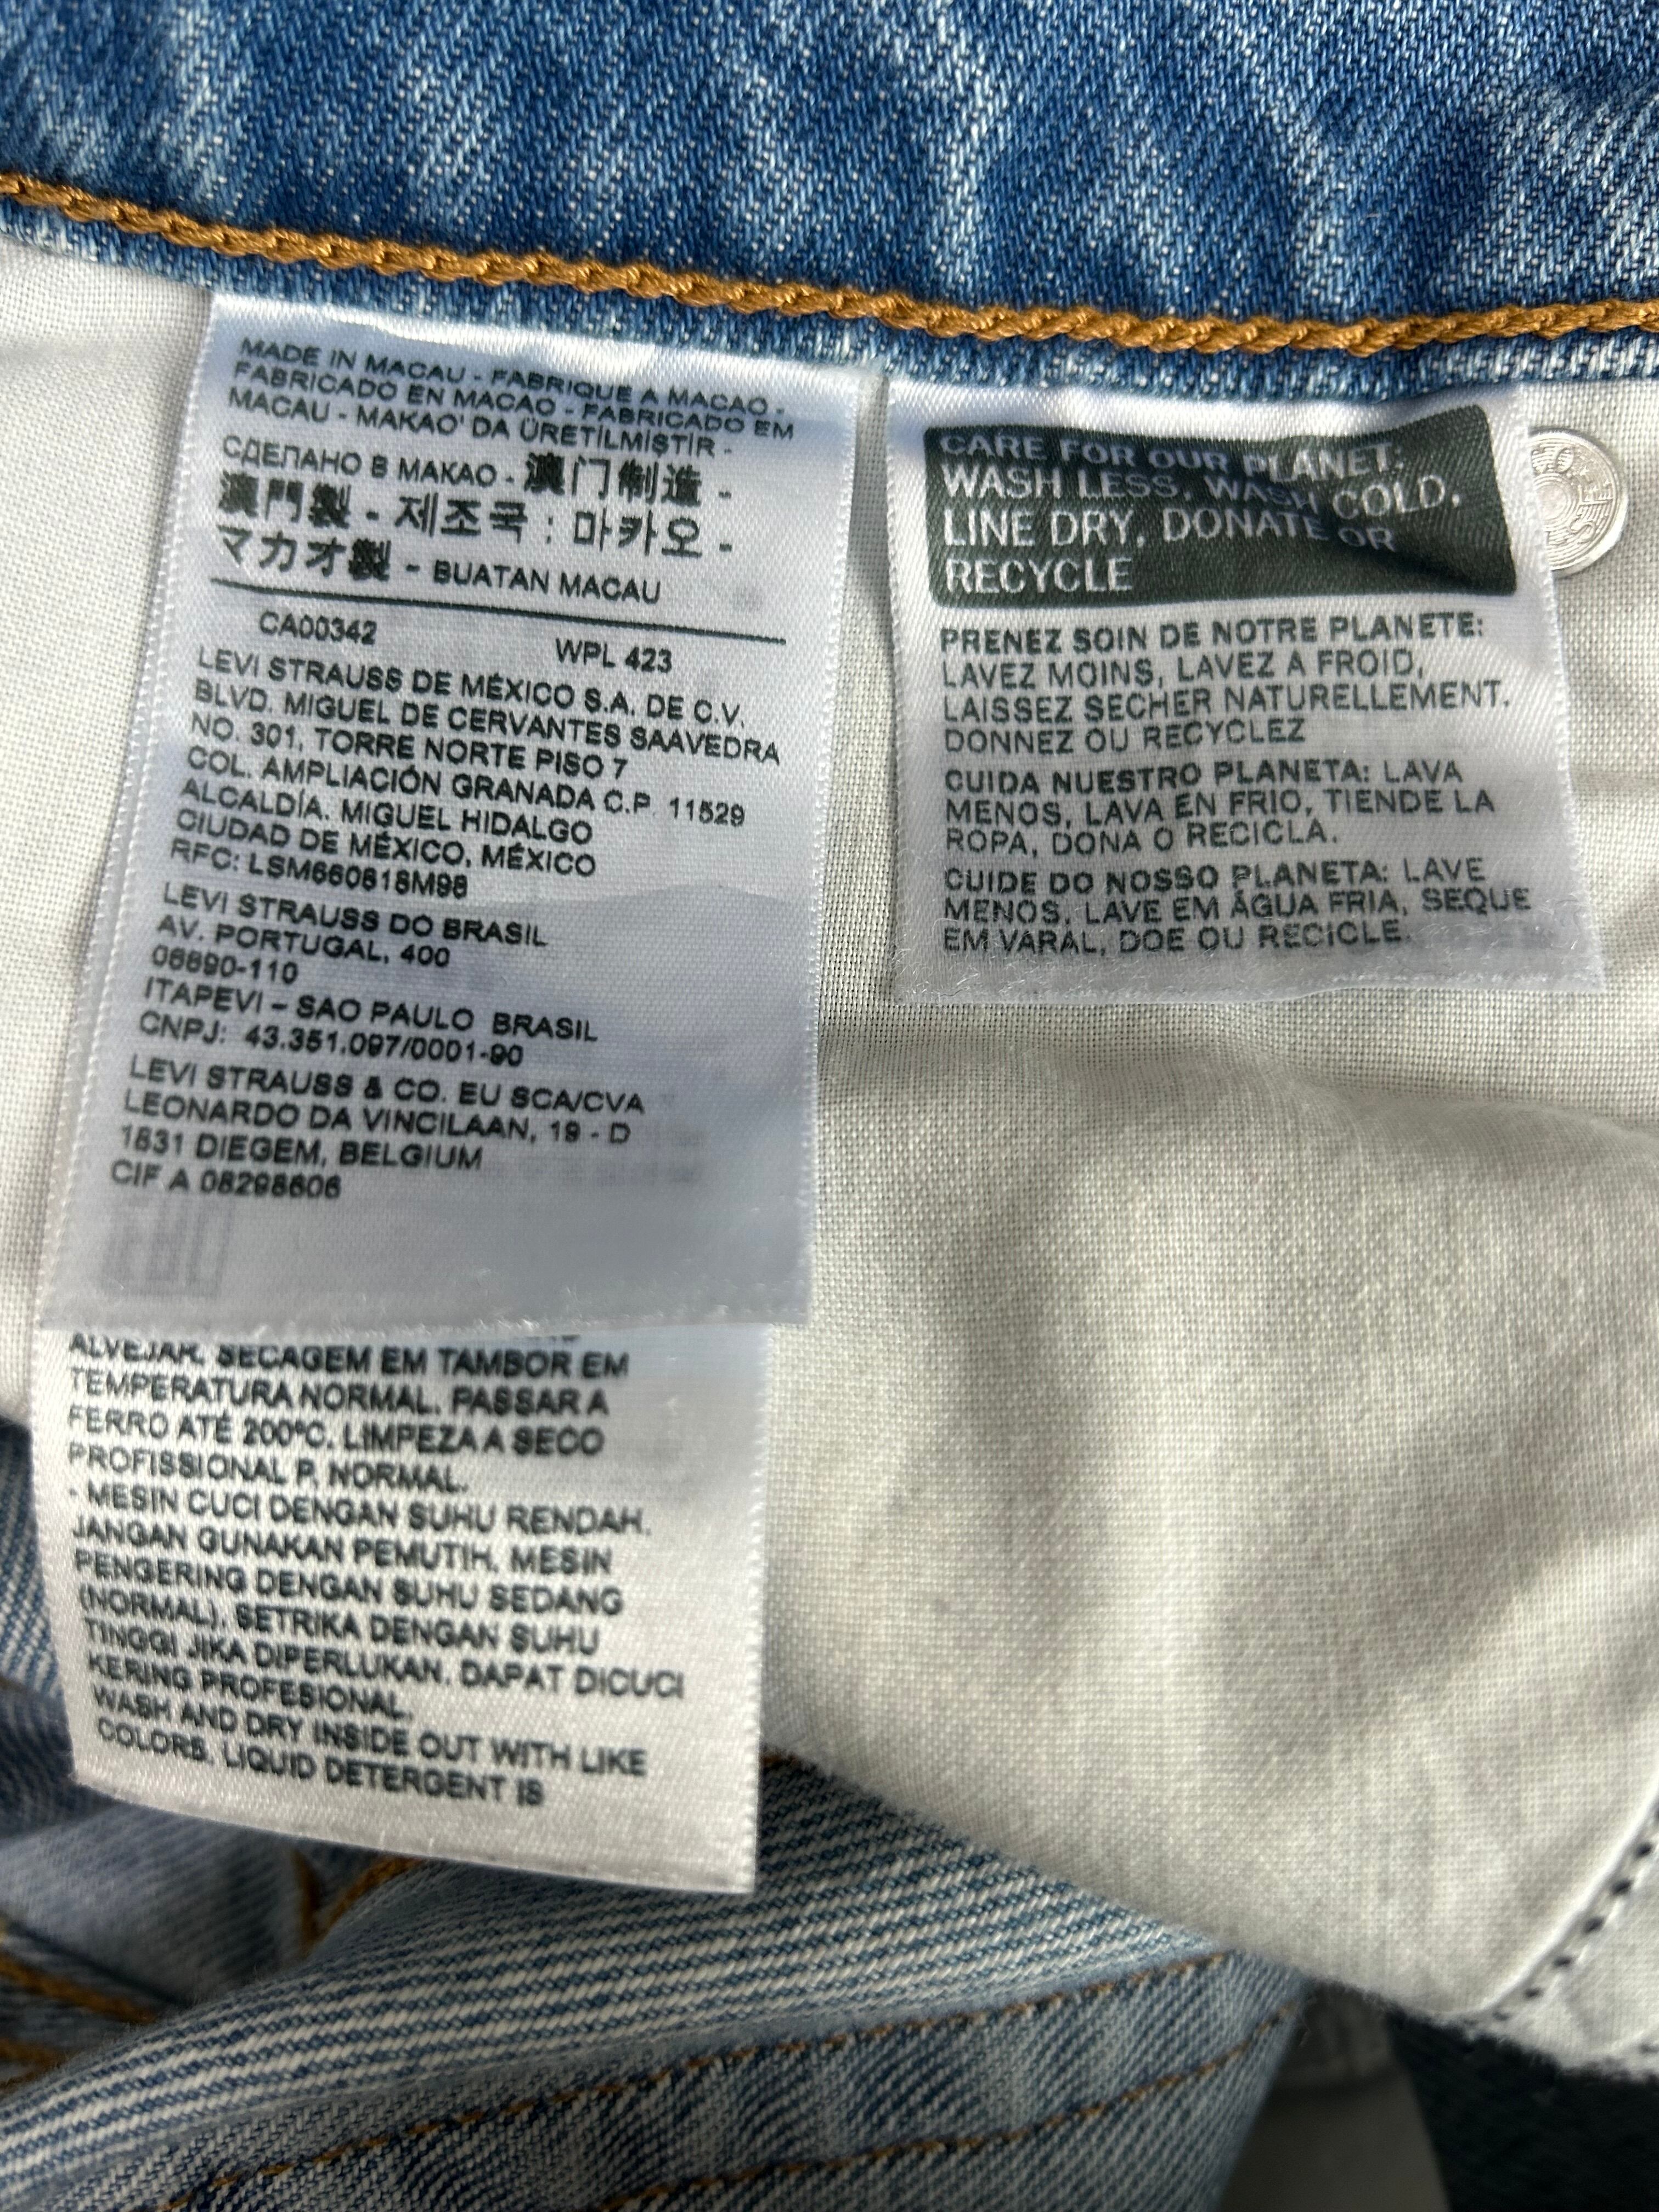 MADE IN MACAU - FABRIQUE A MACAO -
FABRICADO EN MACAO - FABRICADO EM
MACAU - MAKAO' DA ÜRETİLMİSTİR -
СДЕЛАНО В МАКАО - 澳门制造 -
澳門製 - 제조국 : 마카오 -
マカオ製 - BUATAN MACAU
CA00342 WPL 423
LEVI STRAUSS DE MÉXICO S.A. DE C.V.
BLVD. MIGUEL DE CERVANTES SAAVEDRA
NO. 301, TORRE NORTE PISO 7
COL. AMPLIACIÓN GRANADA C.P. 11529
ALCALDÍA. MIGUEL HIDALGO
CIUDAD DE MÉXICO, MÉXICO
RFC: LSM660818M98
LEVI STRAUSS DO BRASIL
AV. PORTUGAL, 400
06690-110
ITAPEVI – SAO PAULO BRASIL
CNPJ: 43.351.097/0001-90
LEVI STRAUSS & CO. EU SCA/CVA
LEONARDO DA VINCILAAN, 19 - D
1831 DIEGEM, BELGIUM
CIF A 08298606
ALVEJAR. SECAGEM EM TAMBOR EM
TEMPERATURA NORMAL. PASSAR A
FERRO ATÉ 200ºC. LIMPEZA A SECO
PROFISSIONAL P, NORMAL.
- MESIN CUCI DENGAN SUHU RENDAH.
JANGAN GUNAKAN PEMUTIH. MESIN
PENGERING DENGAN SUHU SEDANG
(NORMAL). SETRIKA DENGAN SUHU
TINGGI JIKA DIPERLUKAN. DAPAT DICUCI
KERING PROFESIONAL.
WASH AND DRY INSIDE OUT WITH LIKE
COLORS. LIQUID DETERGENT IS
CARE FOR OUR PLANET:
WASH LESS, WASH COLD,
LINE DRY, DONATE OR
RECYCLE
PRENEZ SOIN DE NOTRE PLANETE:
LAVEZ MOINS, LAVEZ A FROID,
LAISSEZ SECHER NATURELLEMENT.
DONNEZ OU RECYCLEZ
CUIDA NUESTRO PLANETA: LAVA
MENOS, LAVA EN FRIO, TIENDE LA
ROPA, DONA O RECICLA.
CUIDE DO NOSSO PLANETA: LAVE
MENOS, LAVE EM ÁGUA FRIA, SEQUE
EM VARAL, DOE OU RECICLE.